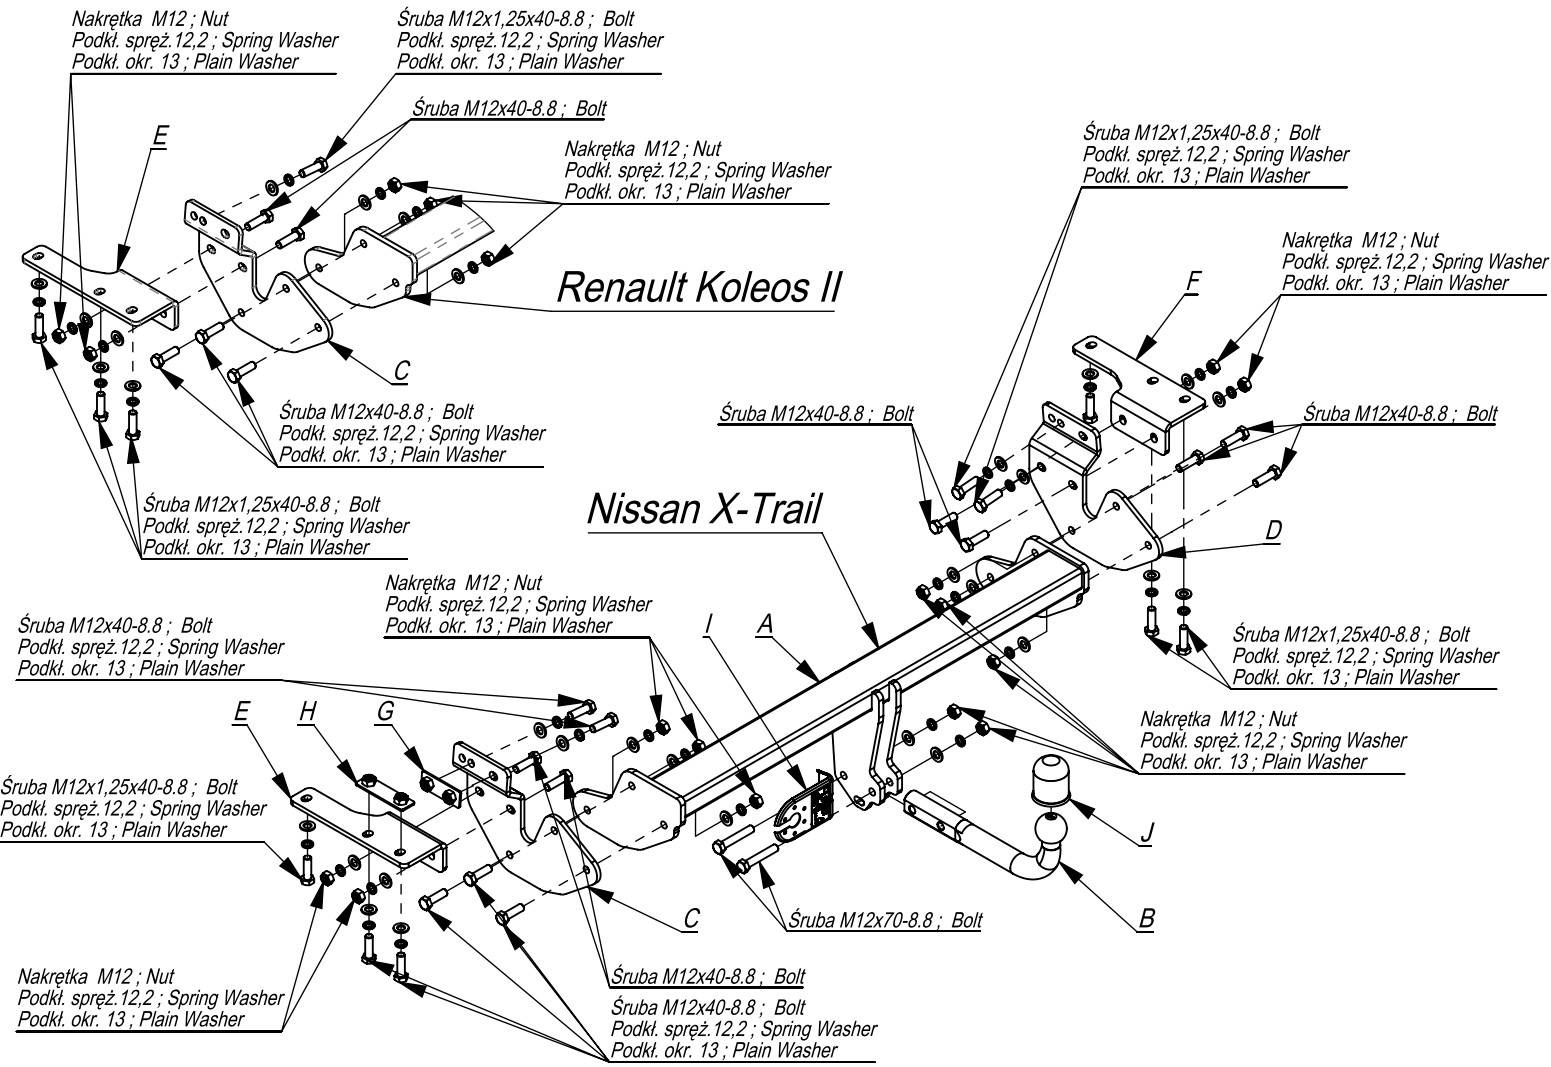 Nakrętka M12 ; Nut
Podkł. spręż.12,2 ; Spring Washer
Podkł. okr. 13 ; Plain Washer
Śruba M12x1,25x40-8.8 ; Bolt
Podkł. spręż.12,2 ; Spring Washer
Podkł. okr. 13 ; Plain Washer
Śruba M12x40-8.8 ; Bolt
E
Nakrętka M12 ; Nut
Podkł. spręż.12,2 ; Spring Washer
Podkł. okr. 13 ; Plain Washer
Śruba M12x1,25x40-8.8 ; Bolt
Podkł. spręż.12,2 ; Spring Washer
Podkł. okr. 13 ; Plain Washer
Nakrętka M12 ; Nut
Podkł. spręż.12,2 ; Spring Washer
Podkł. okr. 13 ; Plain Washer
F
Renault Koleos II
C
Śruba M12x40-8.8 ; Bolt
Podkł. spręż.12,2 ; Spring Washer
Podkł. okr. 13 ; Plain Washer
Śruba M12x40-8.8 ; Bolt
Śruba M12x40-8.8 ; Bolt
Śruba M12x1,25x40-8.8 ; Bolt
Podkł. spręż.12,2 ; Spring Washer
Podkł. okr. 13 ; Plain Washer
Nissan X-Trail
D
Nakrętka M12 ; Nut
Podkł. spręż.12,2 ; Spring Washer
Podkł. okr. 13 ; Plain Washer
Śruba M12x40-8.8 ; Bolt
Podkł. spręż.12,2 ; Spring Washer
Podkł. okr. 13 ; Plain Washer
I
A
Śruba M12x1,25x40-8.8 ; Bolt
Podkł. spręż.12,2 ; Spring Washer
Podkł. okr. 13 ; Plain Washer
E
H
G
Nakrętka M12 ; Nut
Podkł. spręż.12,2 ; Spring Washer
Podkł. okr. 13 ; Plain Washer
Śruba M12x1,25x40-8.8 ; Bolt
Podkł. spręż.12,2 ; Spring Washer
Podkł. okr. 13 ; Plain Washer
J
C
Śruba M12x70-8.8 ; Bolt
B
Nakrętka M12 ; Nut
Podkł. spręż.12,2 ; Spring Washer
Podkł. okr. 13 ; Plain Washer
Śruba M12x40-8.8 ; Bolt
Śruba M12x40-8.8 ; Bolt
Podkł. spręż.12,2 ; Spring Washer
Podkł. okr. 13 ; Plain Washer